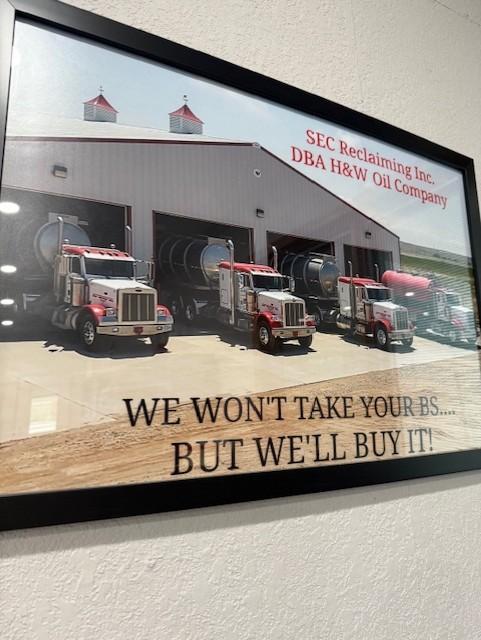 SEC Reclaiming Inc.
DBA H&W Oil Company
WE WON'T TAKE YOUR BS....
BUT WE'LL BUY IT!